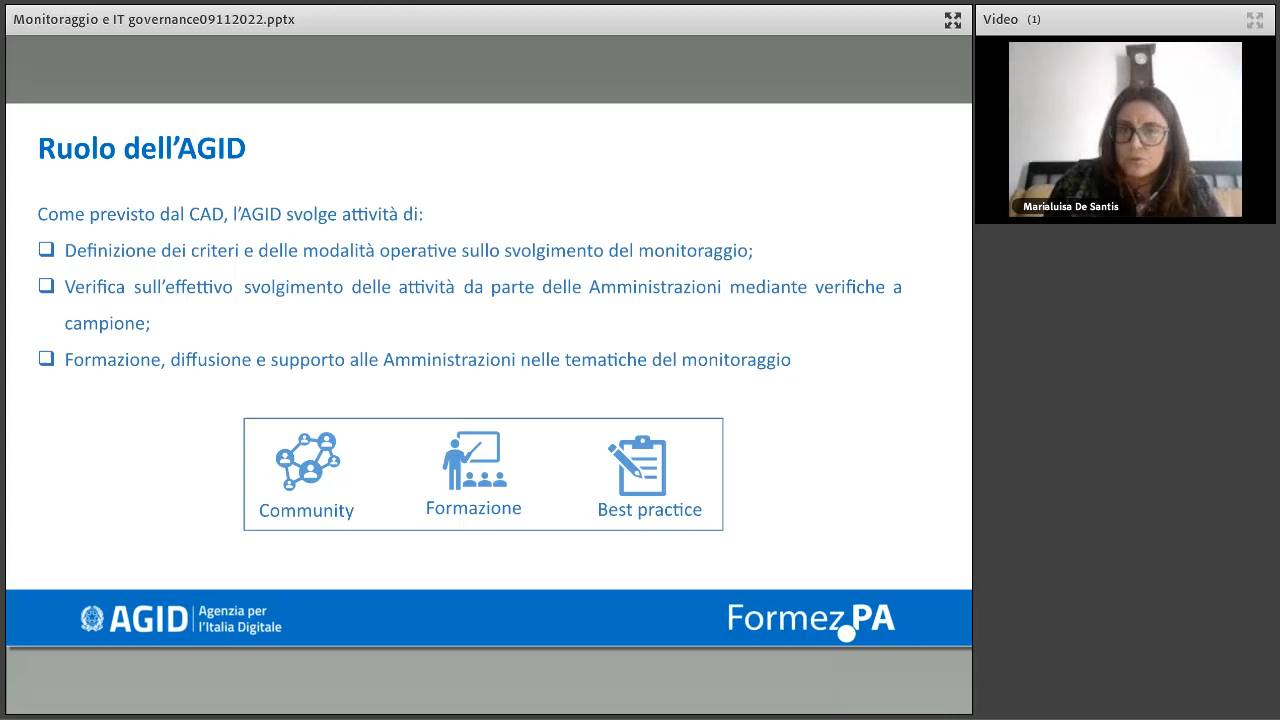 Monitoraggio e IT governance09112022.pptx
Video (1)
Marialuisa De Santis
Ruolo dell'AGID
Come previsto dal CAD, l'AGID svolge attività di:
Definizione dei criteri e delle modalità operative sullo svolgimento del monitoraggio;
Verifica sull'effettivo svolgimento delle attività da parte delle Amministrazioni mediante verifiche a
campione;
Formazione, diffusione e supporto alle Amministrazioni nelle tematiche del monitoraggio
Community
Formazione
Best practice
AGID
Agenzia per
l'Italia Digitale
Formez PA